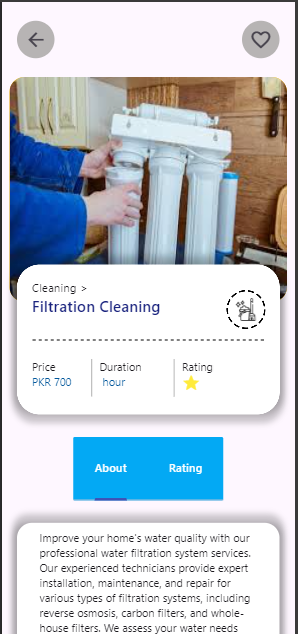 Cleaning >
Filtration Cleaning
Price
Duration
Rating
PKR 700
hour
About
Rating
Improve your home's water quality with our
professional water filtration system services.
Our experienced technicians provide expert
installation, maintenance, and repair for
various types of filtration systems, including
reverse osmosis, carbon filters, and whole-
house filters. We assess your water needs